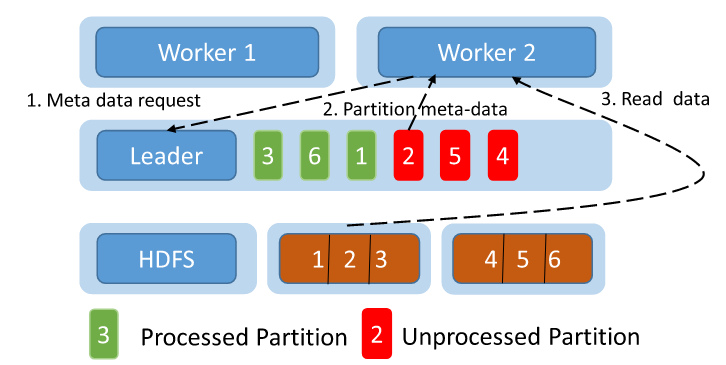 Worker 1
Worker 2
1. Meta data request
2. Partition meta-data
3. Read data
Leader
3 6 1 2 5 4
HDFS
1 2 3
4 5 6
3 Processed Partition
2 Unprocessed Partition